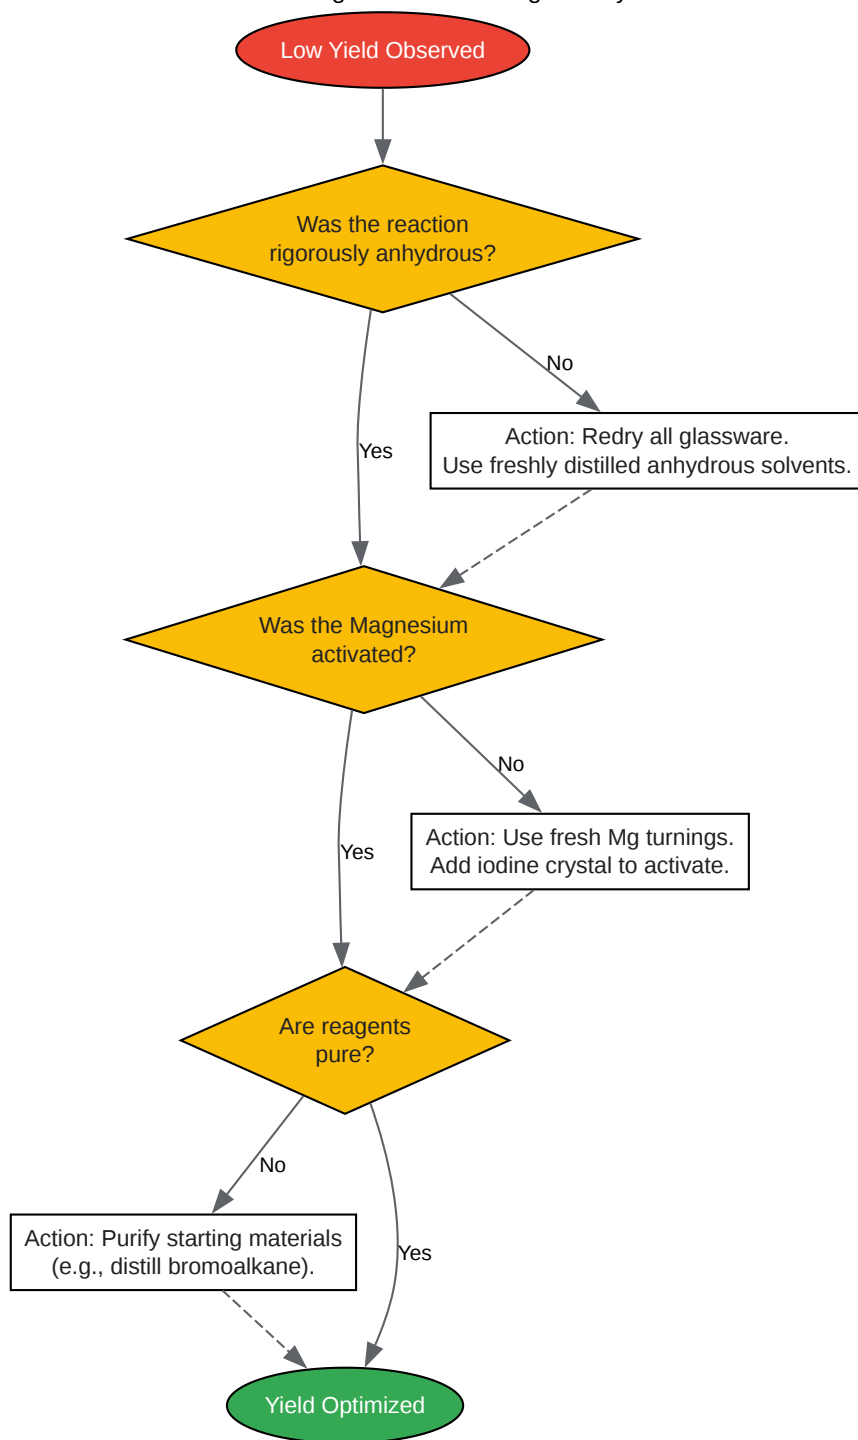 Low Yield Observed
Was the reaction
rigorously anhydrous?
No
Action: Redry all glassware.
Use freshly distilled anhydrous solvents.
Yes
Was the Magnesium
activated?
No
Action: Use fresh Mg turnings.
Add iodine crystal to activate.
Yes
Are reagents
pure?
No
Action: Purify starting materials
(e.g., distill bromoalkane).
Yes
Yield Optimized